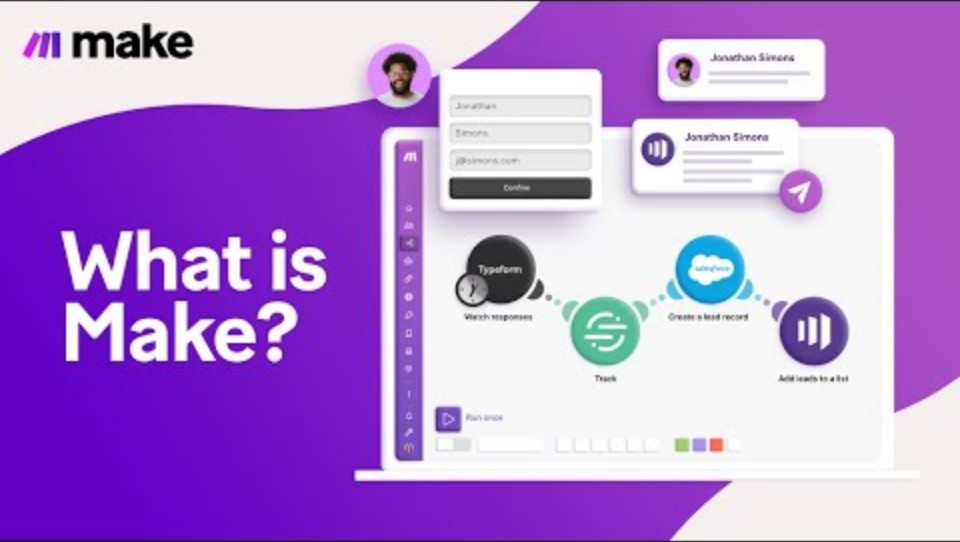 make
What is
Make?
Jonathan
Simons
j@simons.com
Confirm
Jonathan Simons
Jonathan Simons
Typeform
Watch responses
Track
salesforce
Create a lead record
Add leads to a list
Run once